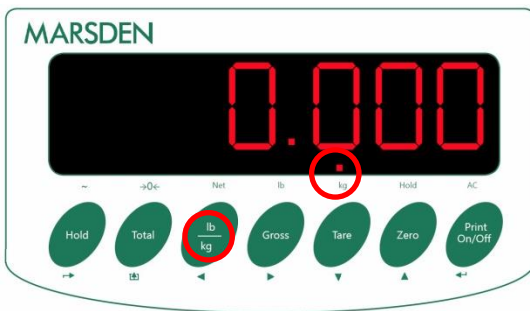 MARSDEN
0.000
~ →0← Net lb kg Hold AC
Hold Total lb/kg Gross Tare Zero Print On/Off